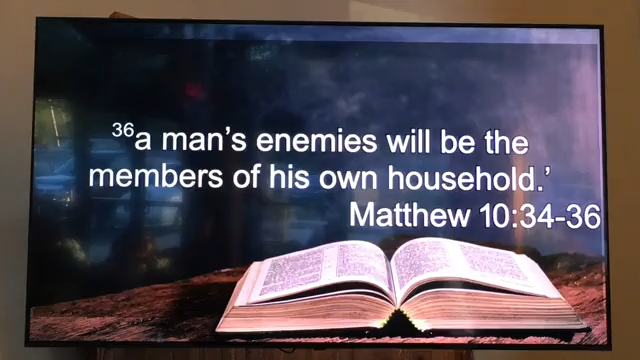 36a man's enemies will be the
members of his own household.'
Matthew 10:34-36